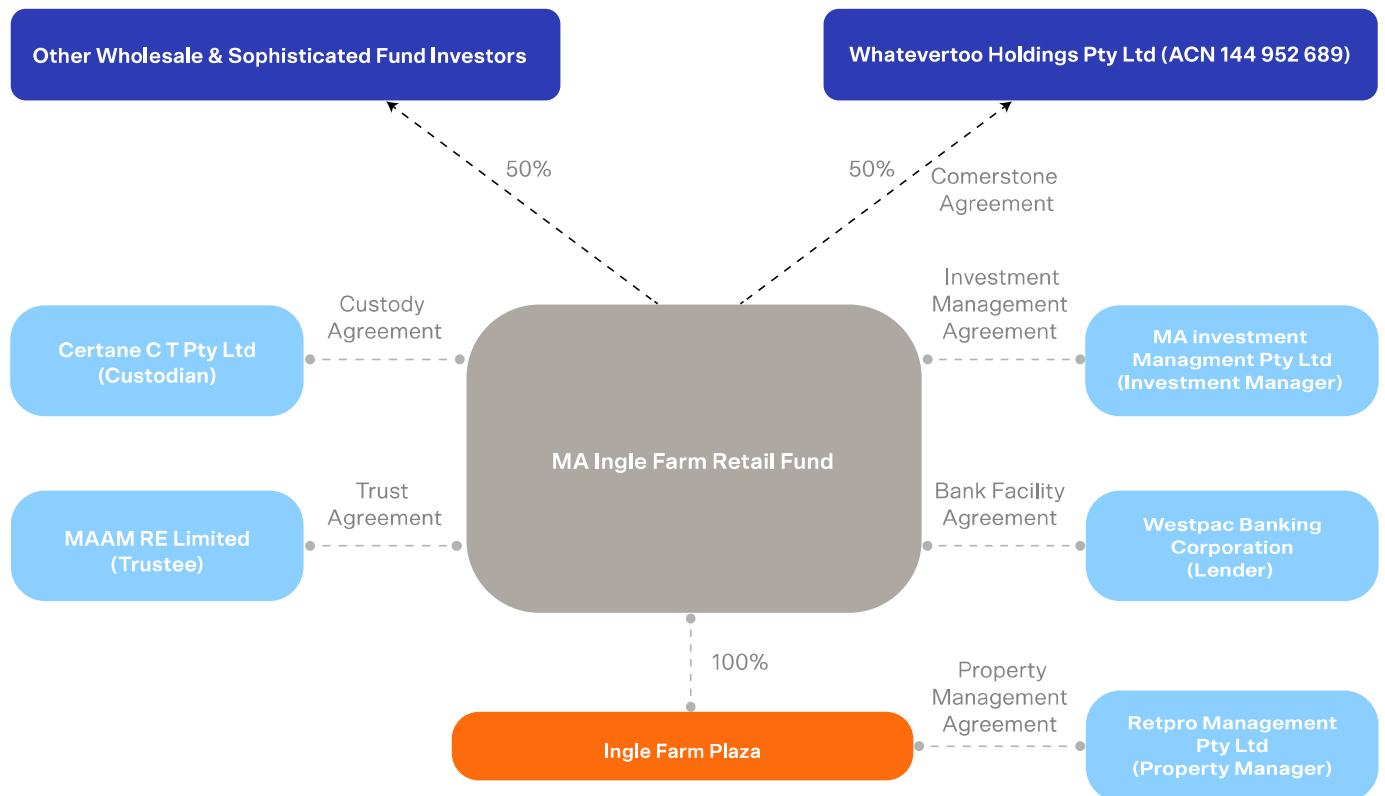 Other Wholesale & Sophisticated Fund Investors
Whatevertoo Holdings Pty Ltd (ACN 144 952 689)
50%
50%
Comerstone
Agreement
Custody
Agreement
Investment
Management
Agreement
Certane C T Pty Ltd
(Custodian)
MA investment
Managment Pty Ltd
(Investment Manager)
MA Ingle Farm Retail Fund
Trust
Agreement
Bank Facility
Agreement
MAAM RE Limited
(Trustee)
Westpac Banking
Corporation
(Lender)
100%
Property
Management
Agreement
Ingle Farm Plaza
Retpro Management
Pty Ltd
(Property Manager)